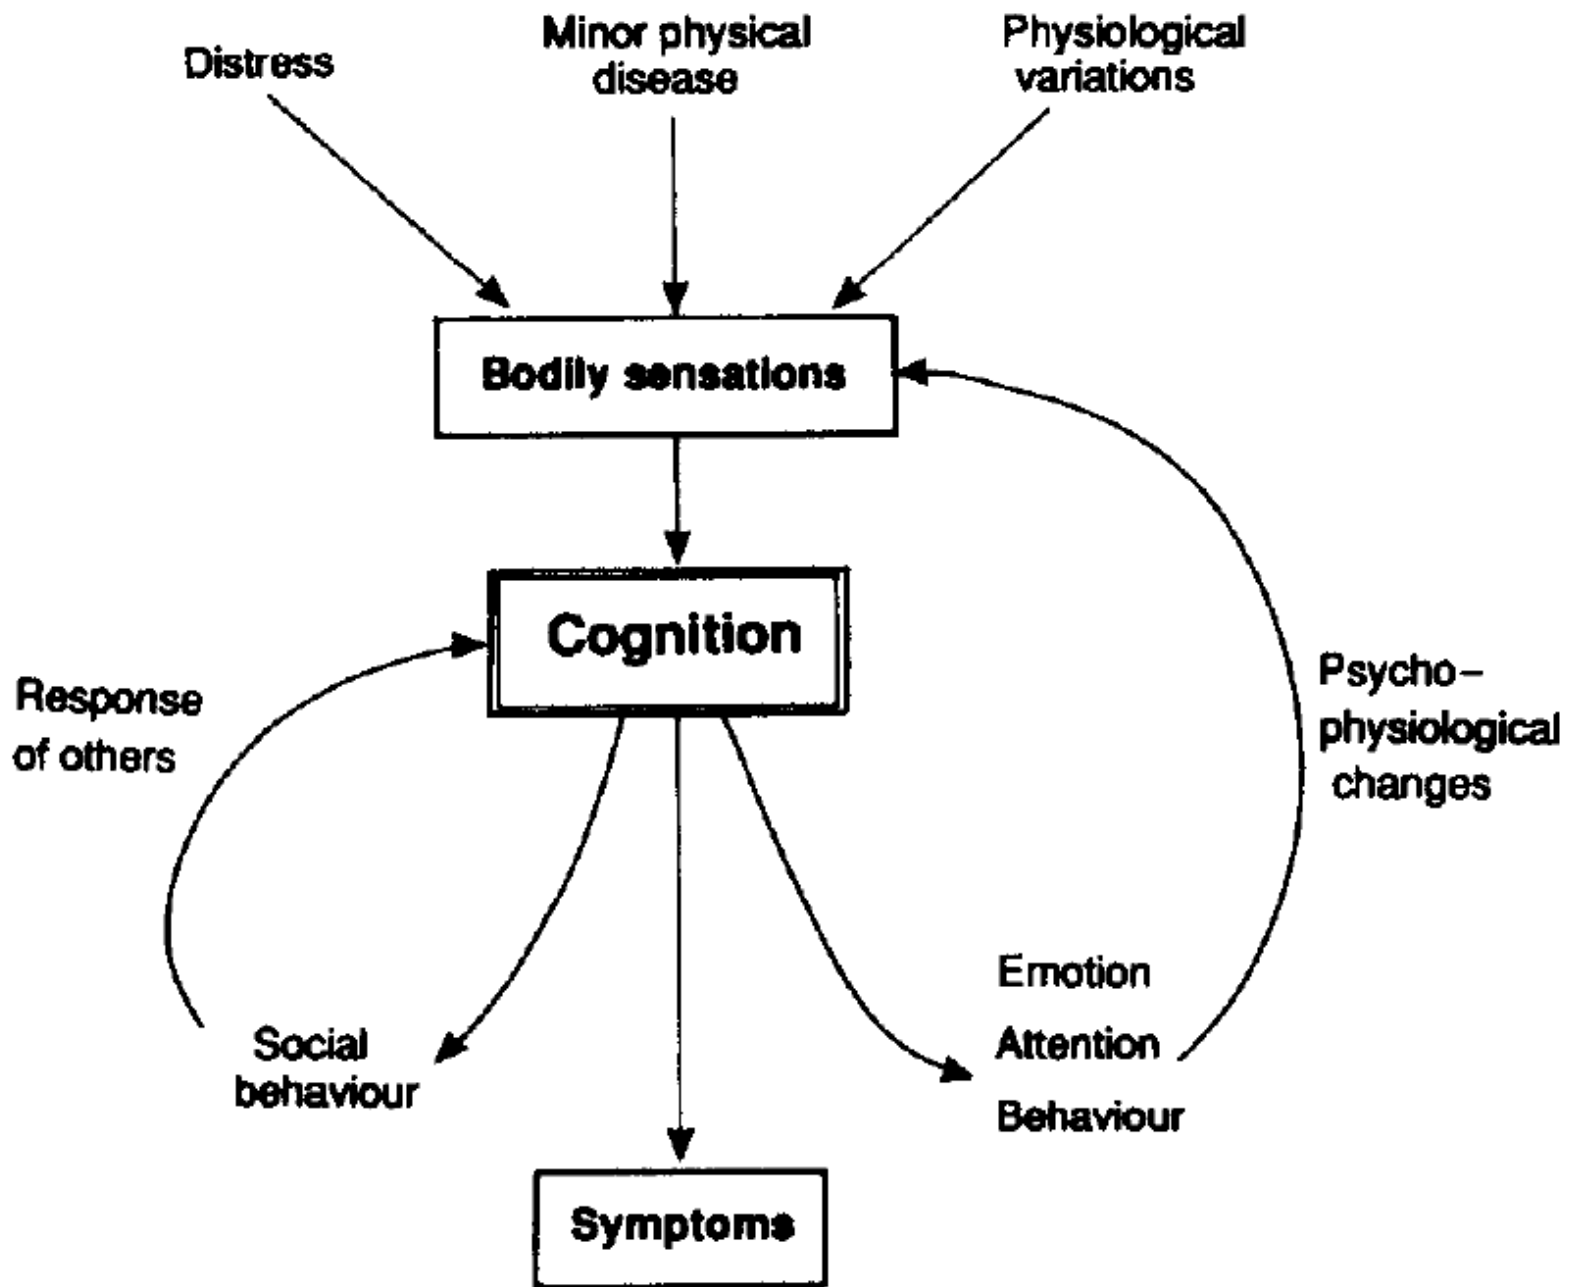 Distress
Minor physical
disease
Physiological
variations
Bodily sensations
Cognition
Response
of others
Psycho–
physiological
changes
Social
behaviour
Emotion
Attention
Behaviour
Symptoms